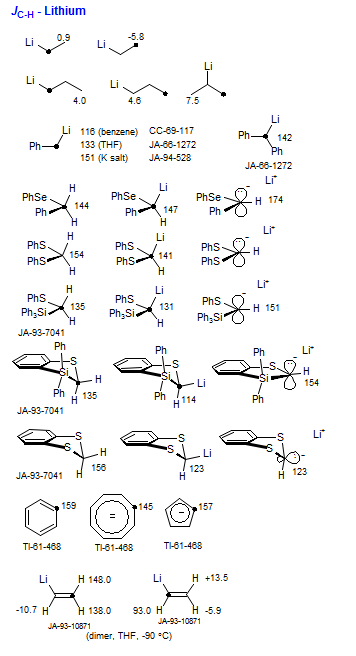 JC-H - Lithium
Li 0.9 Li -5.8
Li 4.0 Li 4.6 Li 7.5
Ph Li 116 (benzene) CC-69-117
133 (THF) JA-66-1272
151 (K salt) JA-94-528
Li 142 Ph Ph
JA-66-1272
PhSe Ph H H 144 PhSe Ph Li H 147 PhSe Ph - H 174 Li+
PhS PhS H H 154 PhS PhS Li H 141 PhS PhS - H Li+
PhS Ph3Si H H 135 PhS Ph3Si Li H 131 PhS Ph3Si - H 151 Li+
JA-93-7041
Ph S Si Ph H H 135 Ph S Si Ph Li H 114 Ph S Si Ph - H 154 Li+
JA-93-7041
S S H H 156 S S Li H 123 S S - H 123 Li+
JA-93-7041
159 = 145 - 157
TI-61-468 TI-61-468 TI-61-468
Li H 148.0 Li H +13.5
-10.7 H H 138.0 93.0 H H -5.9
JA-93-10871 JA-93-10871
(dimer, THF, -90 °C)